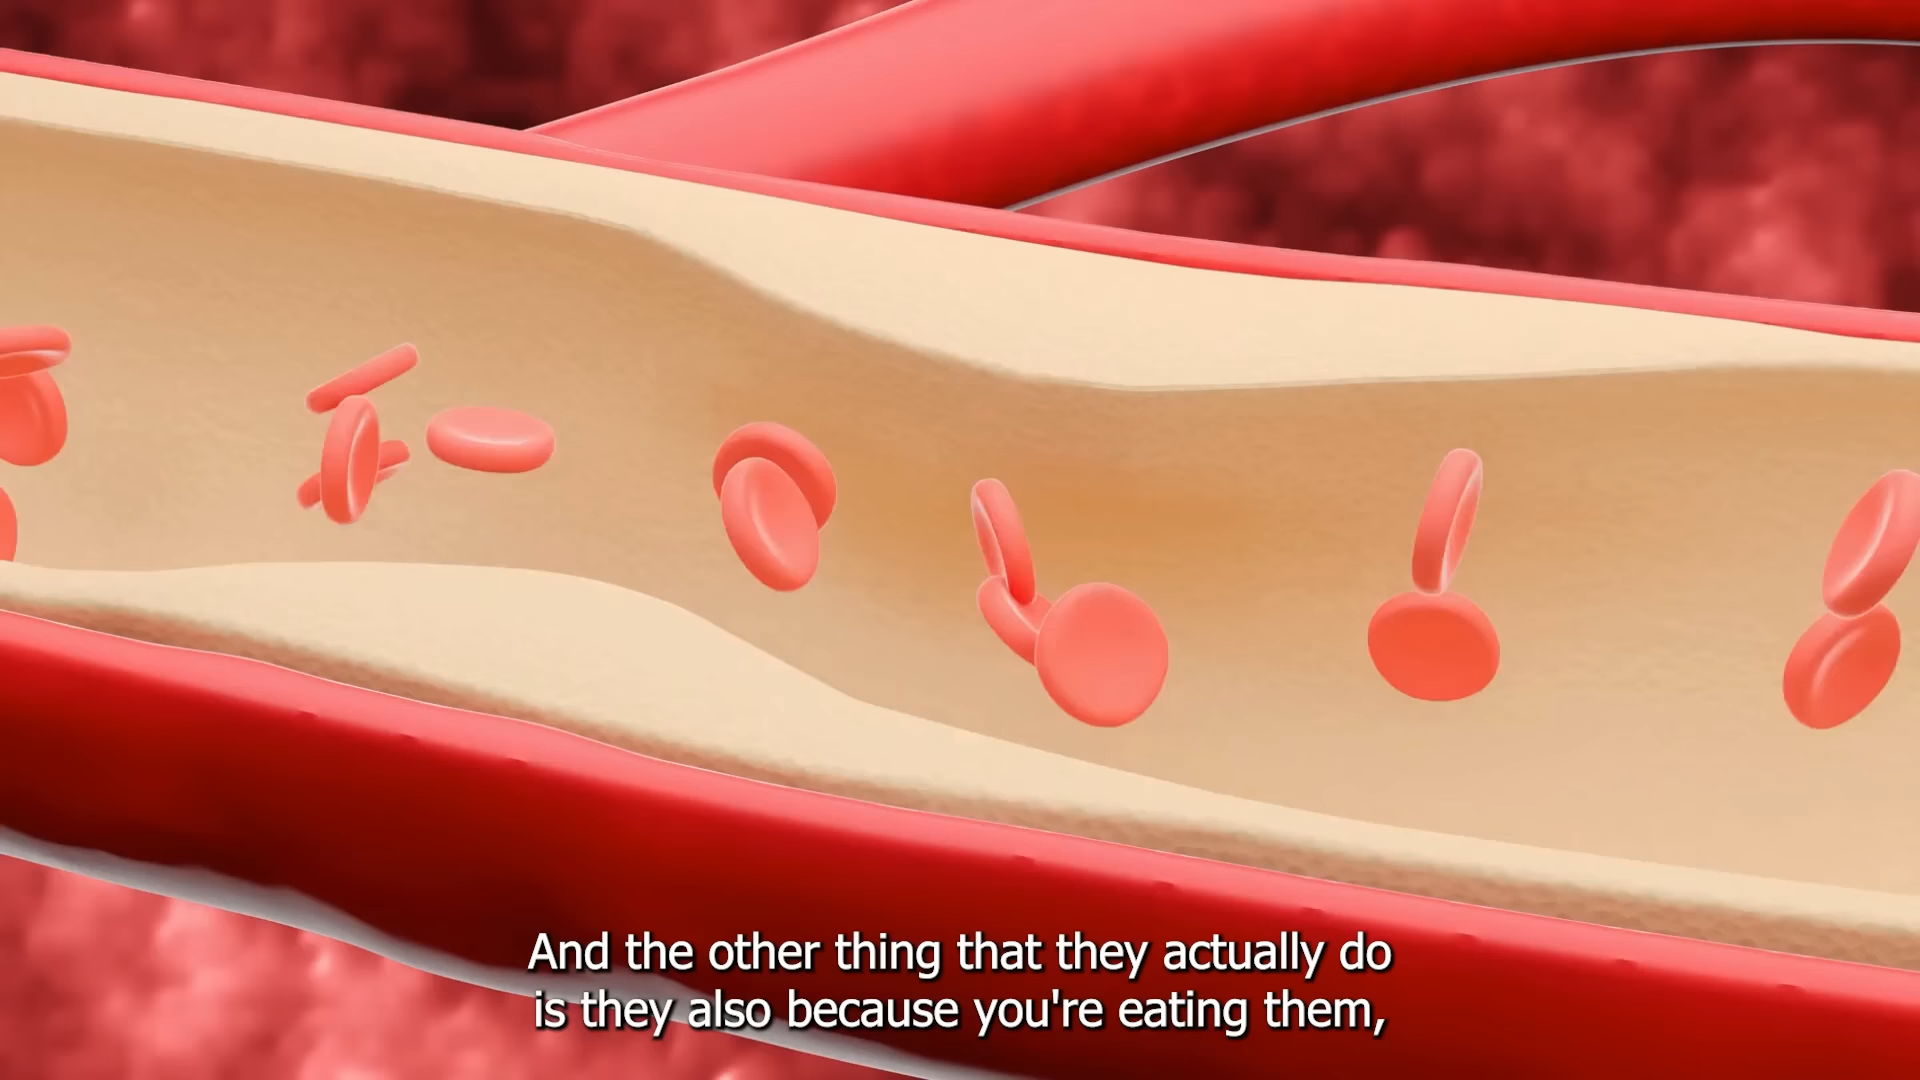 And the other thing that they actually do
is they also because you're eating them,